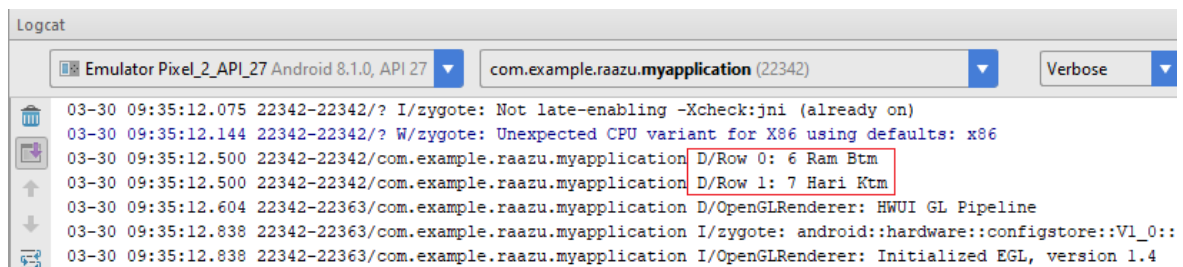 Logcat
Emulator Pixel_2_API_27 Android 8.1.0, API 27 com.example.raazu.myapplication (22342) Verbose
03-30 09:35:12.075 22342-22342/? I/zygote: Not late-enabling -Xcheck:jni (already on)
03-30 09:35:12.144 22342-22342/? W/zygote: Unexpected CPU variant for X86 using defaults: x86
03-30 09:35:12.500 22342-22342/com.example.raazu.myapplication D/Row 0: 6 Ram Btm
03-30 09:35:12.500 22342-22342/com.example.raazu.myapplication D/Row 1: 7 Hari Ktm
03-30 09:35:12.604 22342-22363/com.example.raazu.myapplication D/OpenGLRenderer: HWUI GL Pipeline
03-30 09:35:12.838 22342-22363/com.example.raazu.myapplication I/zygote: android::hardware::configstore::V1_0::
03-30 09:35:12.838 22342-22363/com.example.raazu.myapplication I/OpenGLRenderer: Initialized EGL, version 1.4